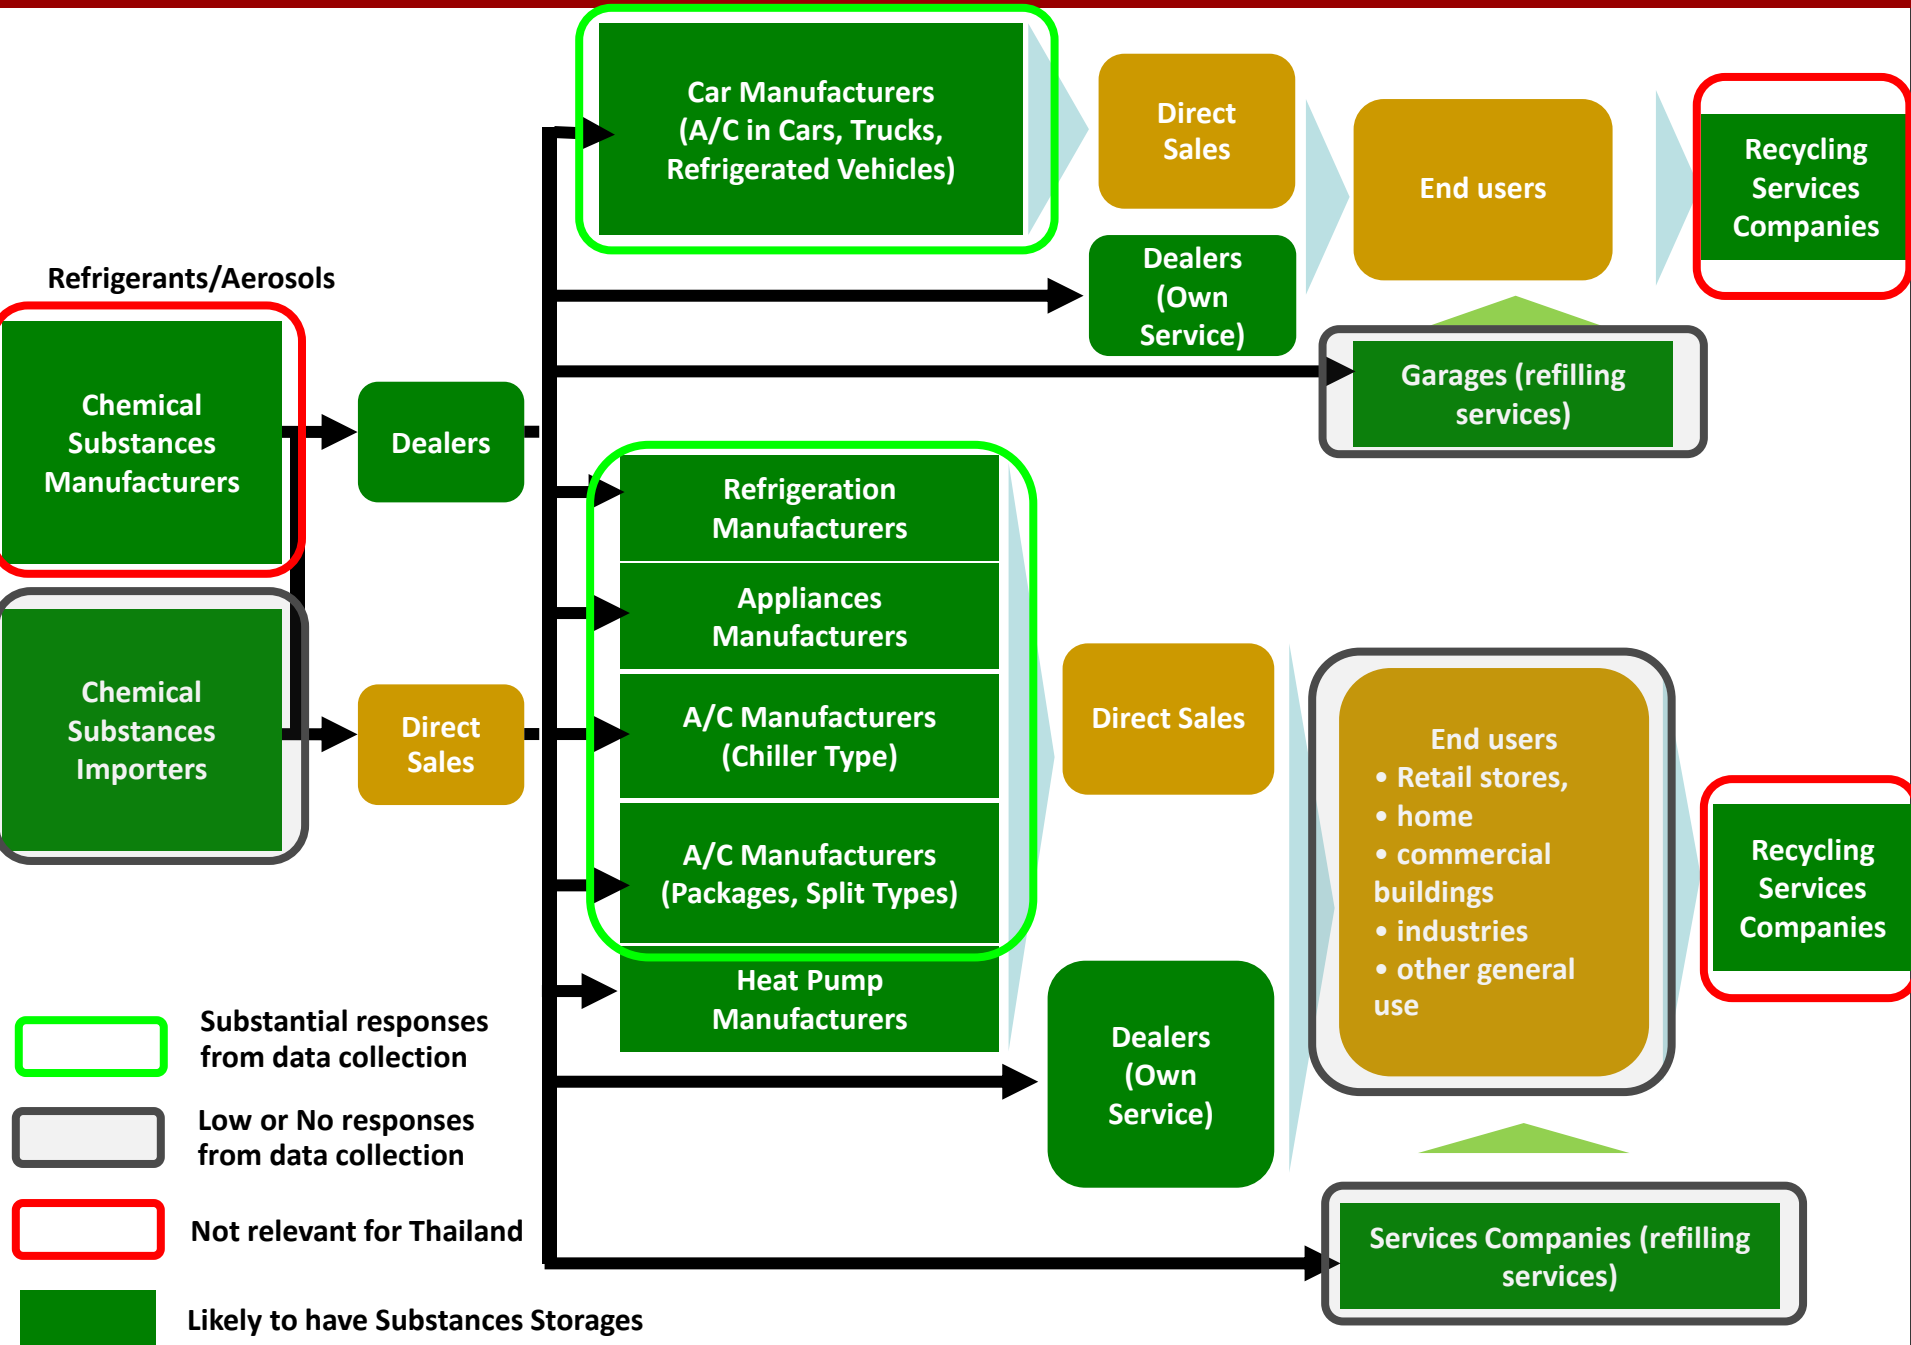 Car Manufacturers
(A/C in Cars, Trucks,
Refrigerated Vehicles)
Direct
Sales
End users
Recycling
Services
Companies
Dealers
(Own
Service)
Garages (refilling
services)
Refrigerants/Aerosols
Chemical
Substances
Manufacturers
Dealers
Chemical
Substances
Importers
Direct
Sales
Refrigeration
Manufacturers
Appliances
Manufacturers
A/C Manufacturers
(Chiller Type)
A/C Manufacturers
(Packages, Split Types)
Heat Pump
Manufacturers
Direct Sales
Dealers
(Own
Service)
End users
• Retail stores,
• home
• commercial
buildings
• industries
• other general
use
Recycling
Services
Companies
Services Companies (refilling
services)
Substantial responses
from data collection
Low or No responses
from data collection
Not relevant for Thailand
Likely to have Substances Storages